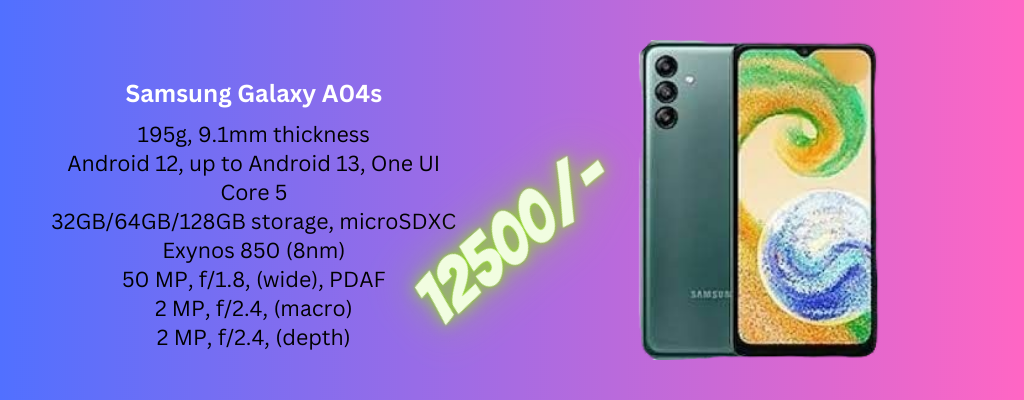 Samsung Galaxy A04s
195g, 9.1mm thickness
Android 12, up to Android 13, One UI
Core 5
32GB/64GB/128GB storage, microSDXC
Exynos 850 (8nm)
50 MP, f/1.8, (wide), PDAF
2 MP, f/2.4, (macro)
2 MP, f/2.4, (depth)
12500/-
SAMSUNG